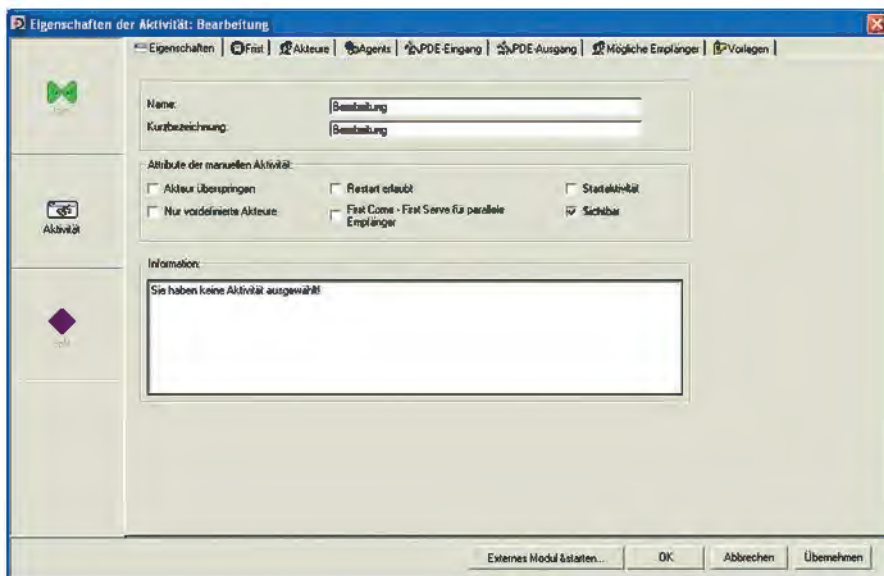 Eigenschaften der Aktivität: Bearbeitung
Eigenschaften Frist Akteure Agents PDE-Eingang PDE-Ausgang Mögliche Empfänger Vorlagen
Name: Bearbeitung
Kurzbezeichnung: Bearbeitung
Aktivität
Attribute der manuellen Aktivität:
Akteur überspringen Restart erlaubt Startaktivität
Nur vordefinierte Akteure First Come - First Serve für parallele Empfänger Sichtbar
Information:
Sie haben keine Aktivität ausgewählt!
Split
Externes Modul &starten... OK Abbrechen Übernehmen